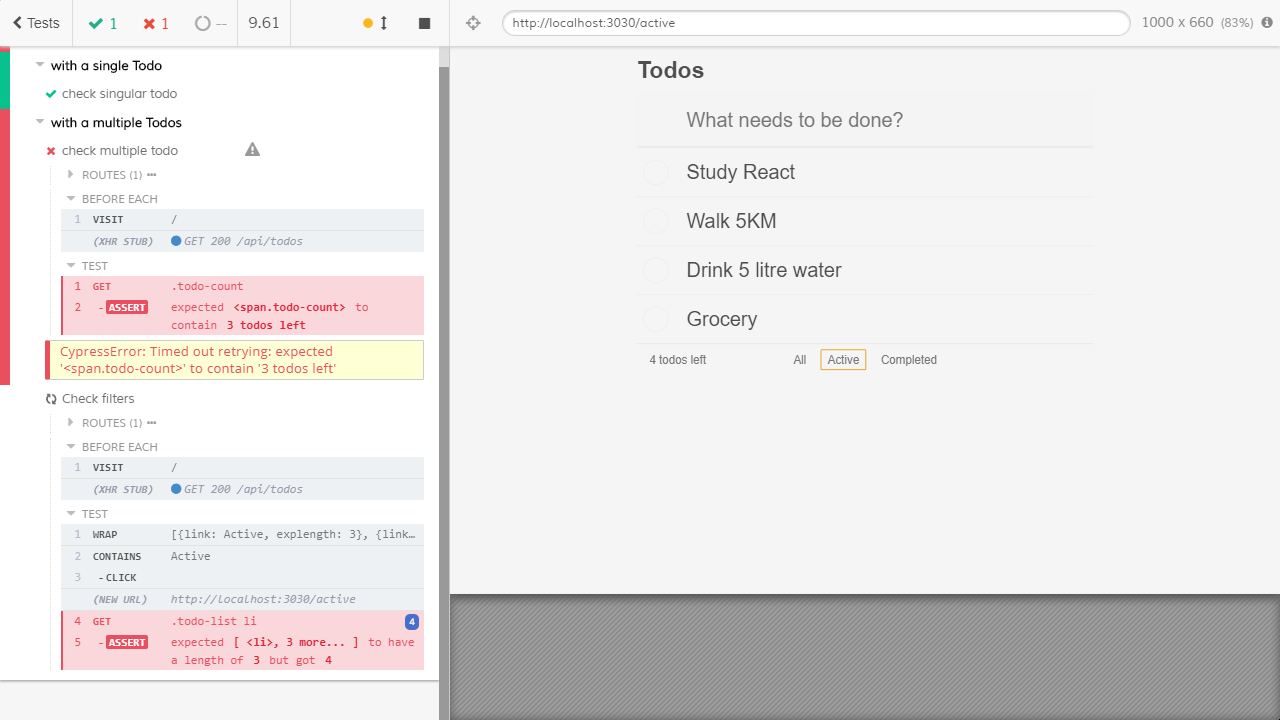 Tests
1
1
--
9.61
http://localhost:3030/active
1000 x 660 (83%)
with a single Todo
check singular todo
with a multiple Todos
check multiple todo
ROUTES (1)
BEFORE EACH
1 VISIT /
(XHR STUB) GET 200 /api/todos
TEST
1 GET .todo-count
2 -ASSERT expected <span.todo-count> to
contain 3 todos left
CypressError: Timed out retrying: expected
'<span.todo-count>' to contain '3 todos left'
Check filters
ROUTES (1)
BEFORE EACH
1 VISIT /
(XHR STUB) GET 200 /api/todos
TEST
1 WRAP [{link: Active, explength: 3}, {link…
2 CONTAINS Active
3 -CLICK
(NEW URL) http://localhost:3030/active
4 GET .todo-list li 4
5 -ASSERT expected [ <li>, 3 more... ] to have
a length of 3 but got 4
Todos
What needs to be done?
Study React
Walk 5KM
Drink 5 litre water
Grocery
4 todos left All Active Completed